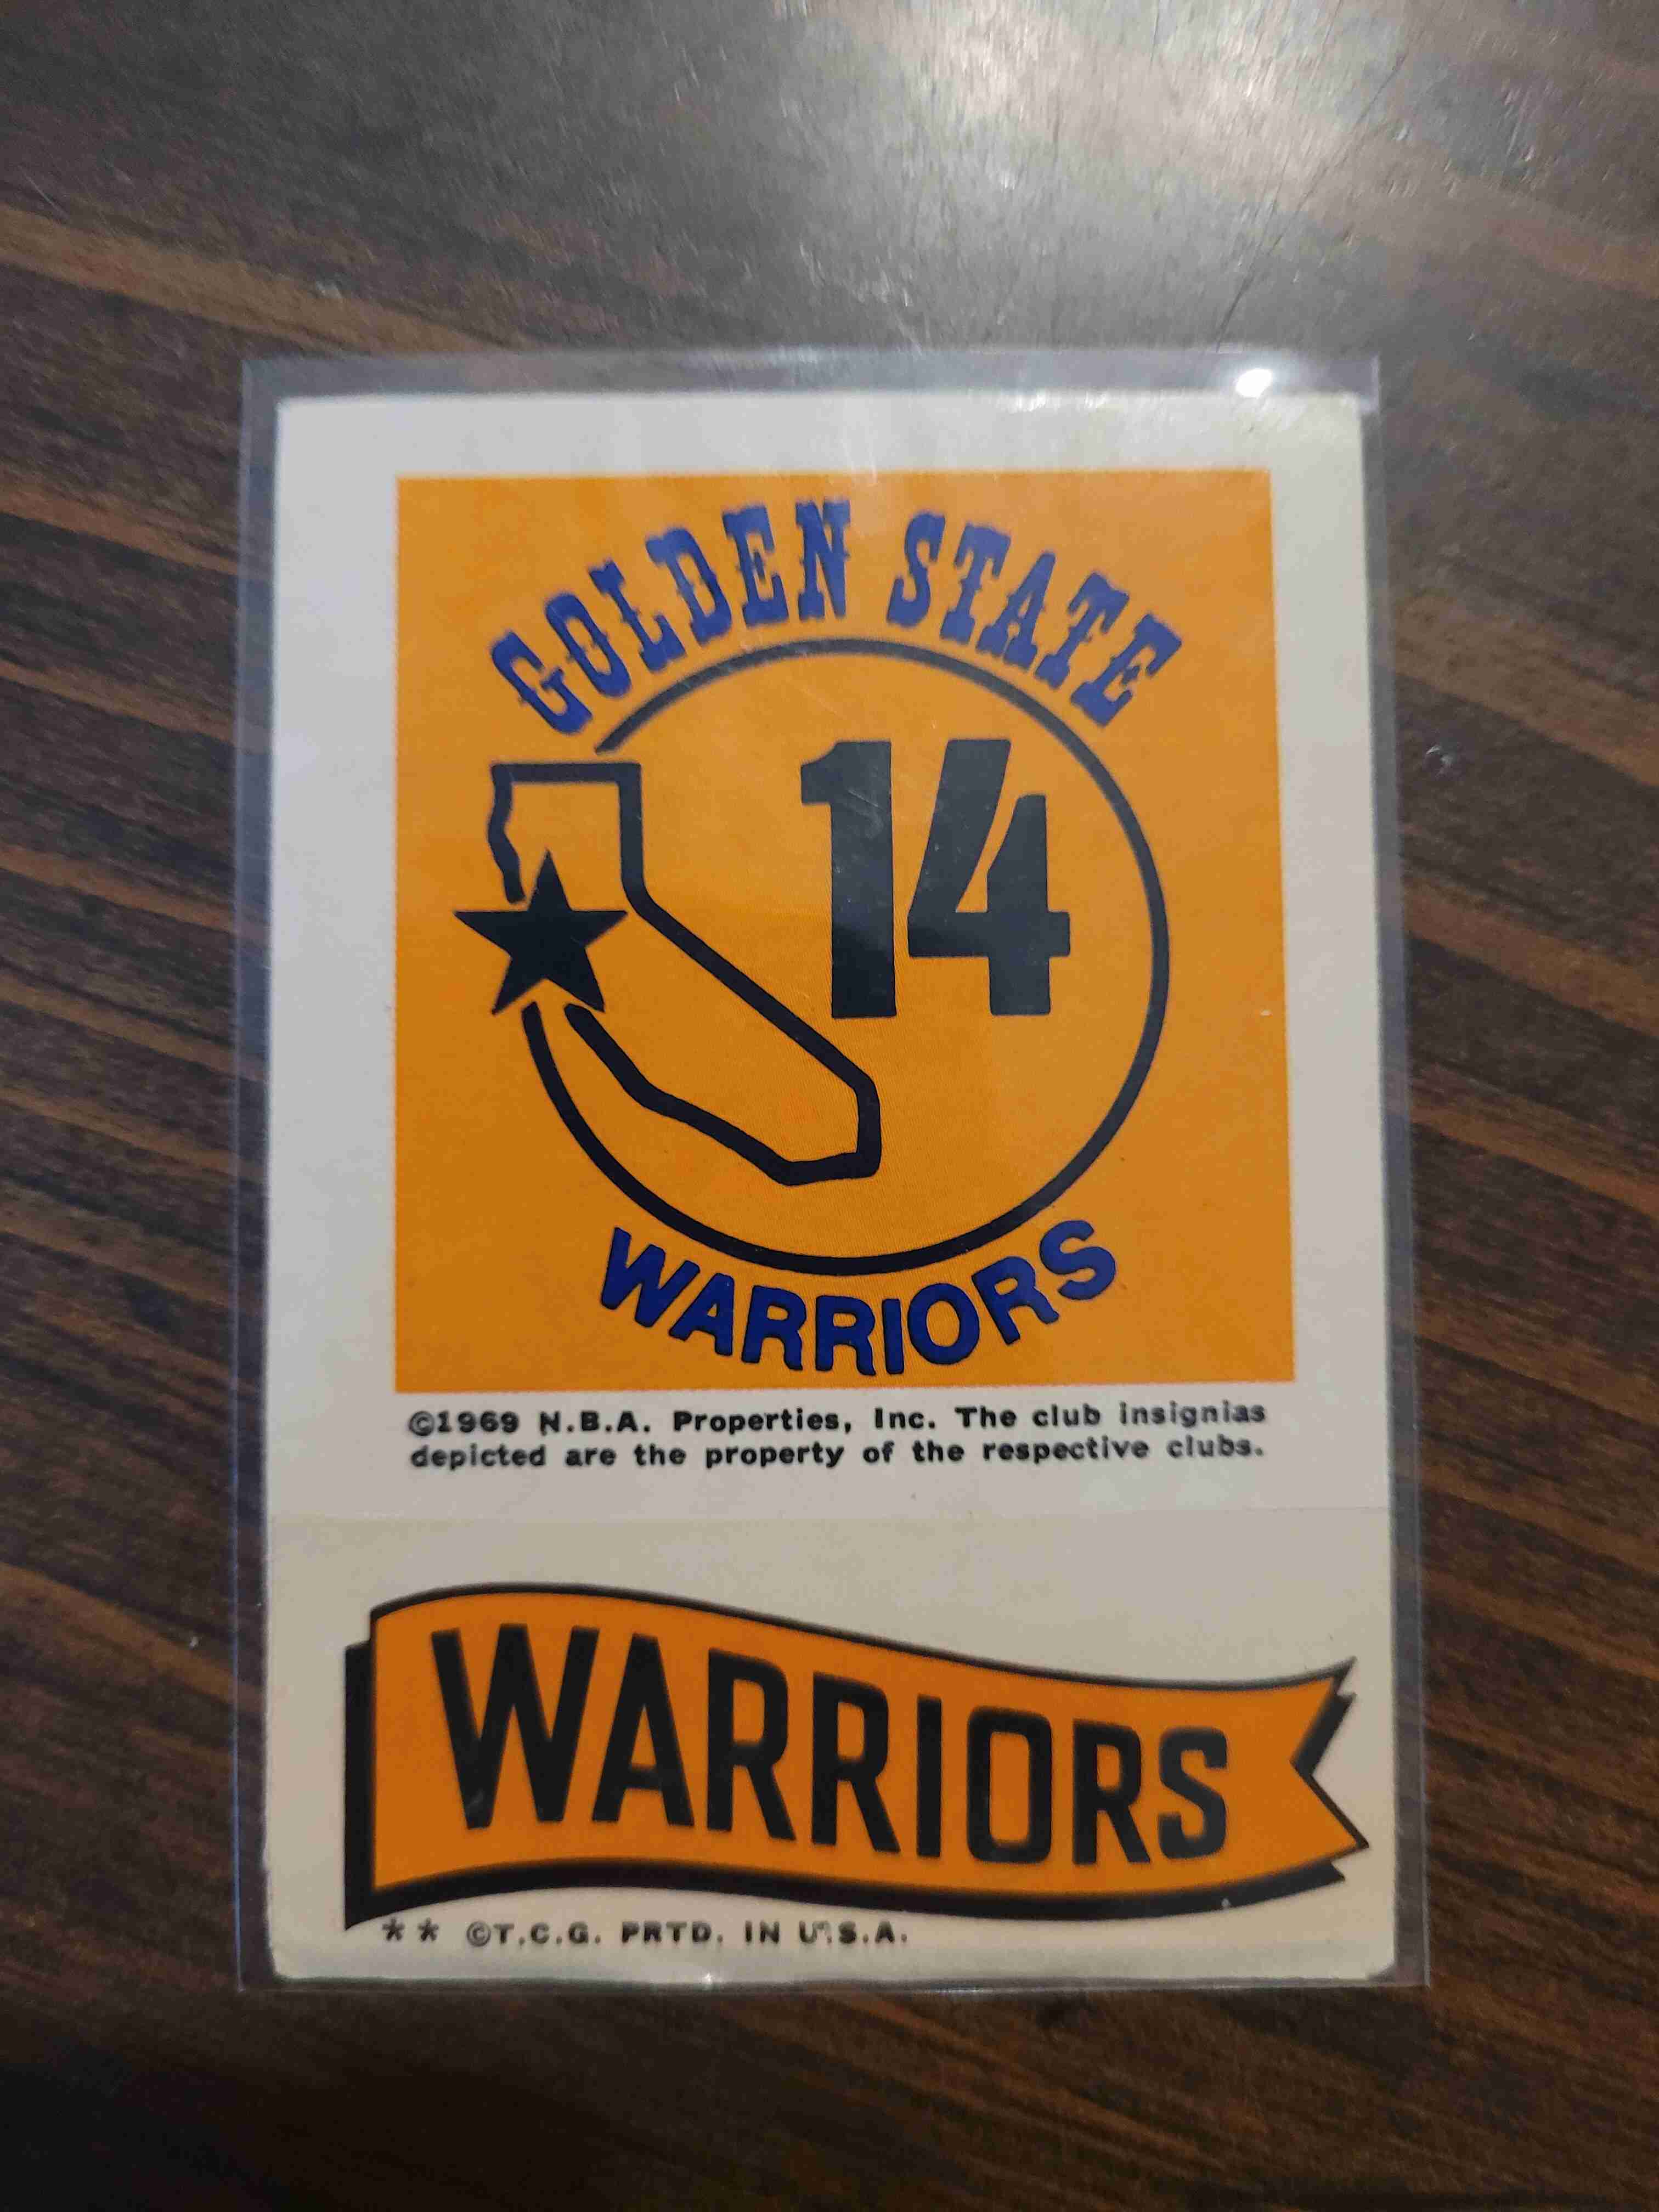 GOLDEN STATE
14
WARRIORS
©1969 N.B.A. Properties, Inc. The club insignias
depicted are the property of the respective clubs.
WARRIORS
** ©T.C.G. PRTD. IN U.S.A.